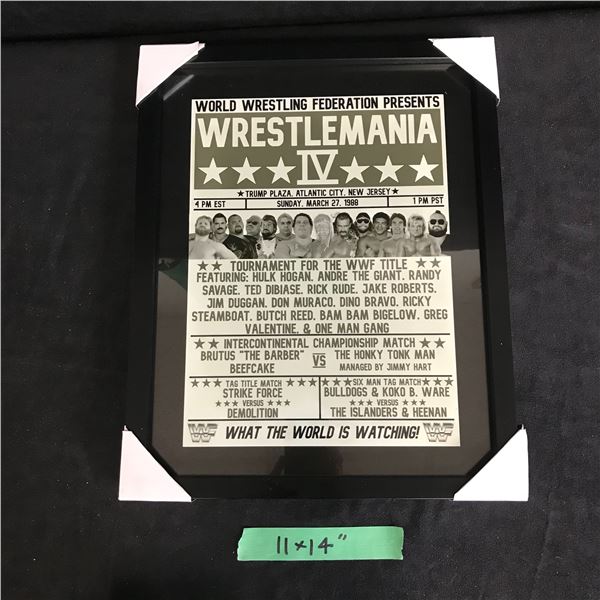 WORLD WRESTLING FEDERATION PRESENTS
WRESTLEMANIA
★★★IV★★★
★TRUMP PLAZA, ATLANTIC CITY, NEW JERSEY★
4 PM EST SUNDAY, MARCH 27, 1988 1 PM PST
★★ TOURNAMENT FOR THE WWF TITLE ★★
FEATURING: HULK HOGAN, ANDRE THE GIANT, RANDY
SAVAGE, TED DIBIASE, RICK RUDE, JAKE ROBERTS,
JIM DUGGAN, DON MURACO, DINO BRAVO, RICKY
STEAMBOAT, BUTCH REED, BAM BAM BIGELOW, GREG
VALENTINE, & ONE MAN GANG
★★ INTERCONTINENTAL CHAMPIONSHIP MATCH ★★
BRUTUS "THE BARBER"
BEEFCAKE
VS
THE HONKY TONK MAN
MANAGED BY JIMMY HART
★★★ TAG TITLE MATCH ★★★
STRIKE FORCE
★★★★ VERSUS ★★★★
DEMOLITION
★★★SIX MAN TAG MATCH★★★
BULLDOGS & KOKO B. WARE
★★★★ VERSUS ★★★★
THE ISLANDERS & HEENAN
WF WHAT THE WORLD IS WATCHING! WF
11x14"